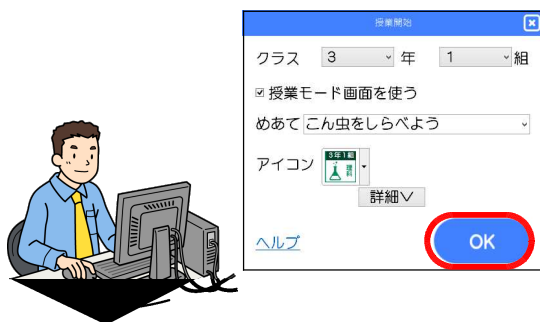 授業開始
クラス 3 年 1 組
授業モード画面を使う
めあて こん虫をしらべよう
アイコン 3年1組 理科
詳細∨
ヘルプ OK